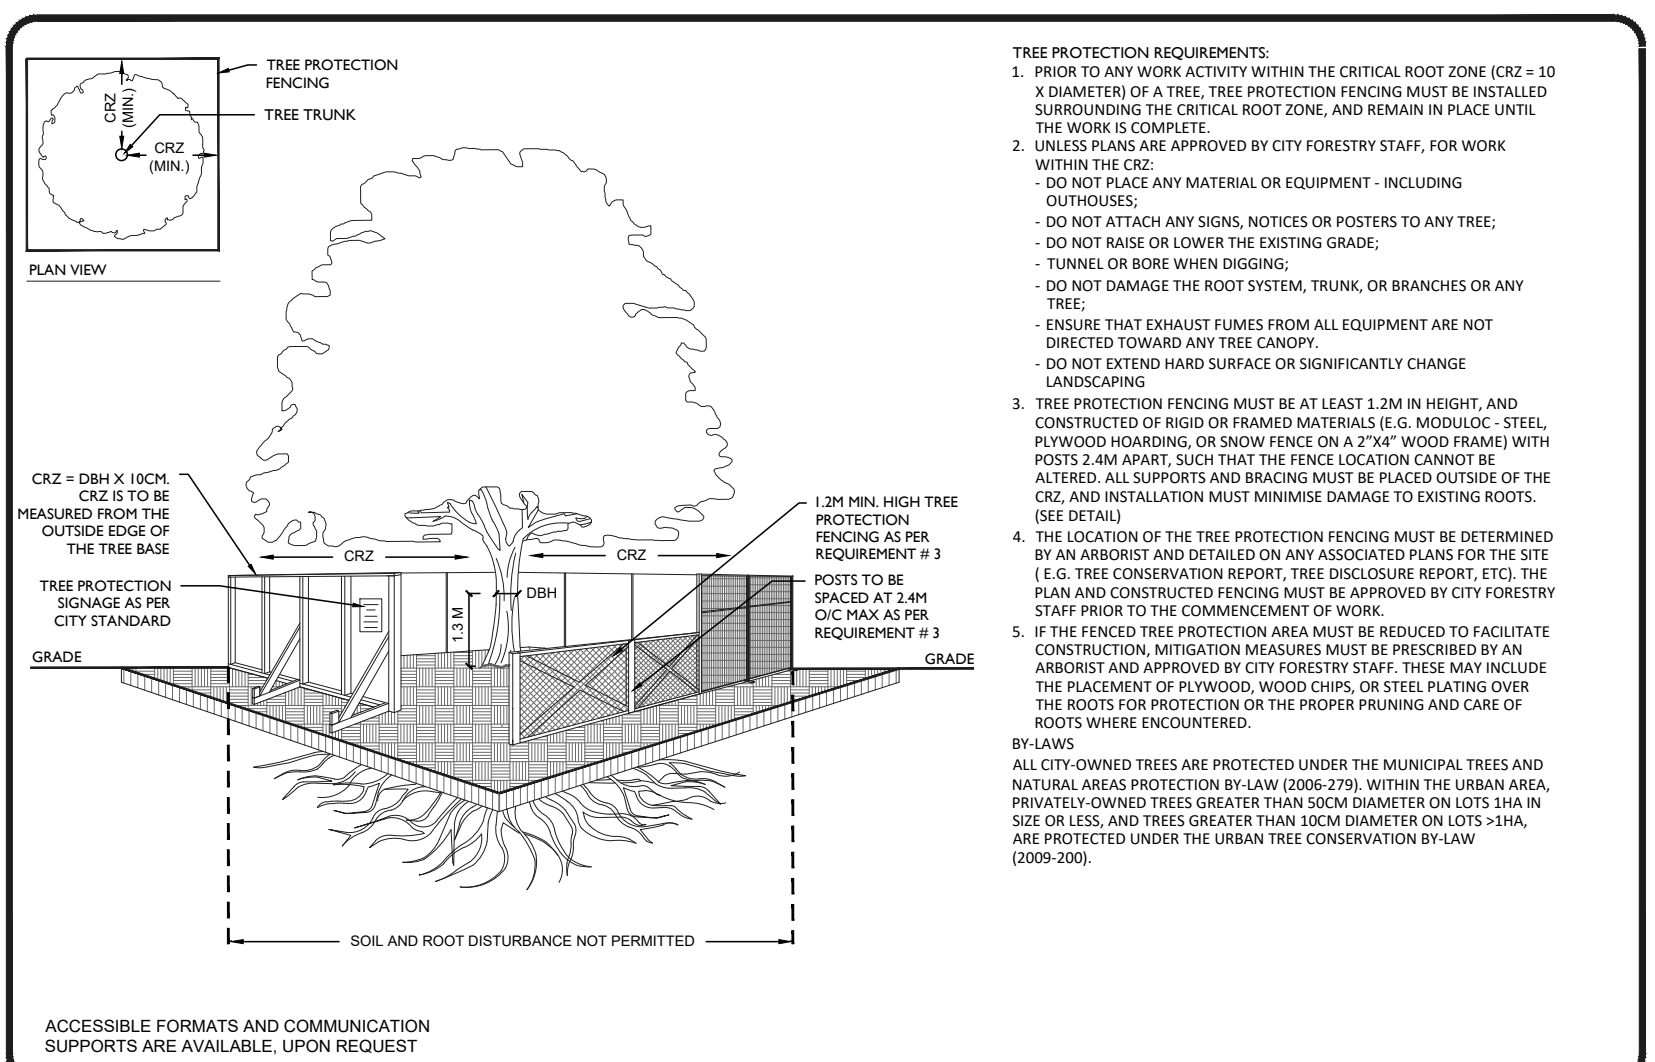 TREE PROTECTION
FENCING
TREE TRUNK
CRZ
(MIN.)
CRZ
(MIN.)
PLAN VIEW
CRZ = DBH X 10CM.
CRZ IS TO BE
MEASURED FROM THE
OUTSIDE EDGE OF
THE TREE BASE
TREE PROTECTION
SIGNAGE AS PER
CITY STANDARD
GRADE
CRZ
CRZ
DBH
1.3 M
1.2M MIN. HIGH TREE
PROTECTION
FENCING AS PER
REQUIREMENT # 3
POSTS TO BE
SPACED AT 2.4M
O/C MAX AS PER
REQUIREMENT # 3
GRADE
SOIL AND ROOT DISTURBANCE NOT PERMITTED
ACCESSIBLE FORMATS AND COMMUNICATION
SUPPORTS ARE AVAILABLE, UPON REQUEST
TREE PROTECTION REQUIREMENTS:
1. PRIOR TO ANY WORK ACTIVITY WITHIN THE CRITICAL ROOT ZONE (CRZ = 10
X DIAMETER) OF A TREE, TREE PROTECTION FENCING MUST BE INSTALLED
SURROUNDING THE CRITICAL ROOT ZONE, AND REMAIN IN PLACE UNTIL
THE WORK IS COMPLETE.
2. UNLESS PLANS ARE APPROVED BY CITY FORESTRY STAFF, FOR WORK
WITHIN THE CRZ:
- DO NOT PLACE ANY MATERIAL OR EQUIPMENT - INCLUDING
OUTHOUSES;
- DO NOT ATTACH ANY SIGNS, NOTICES OR POSTERS TO ANY TREE;
- DO NOT RAISE OR LOWER THE EXISTING GRADE;
- TUNNEL OR BORE WHEN DIGGING;
- DO NOT DAMAGE THE ROOT SYSTEM, TRUNK, OR BRANCHES OR ANY
TREE;
- ENSURE THAT EXHAUST FUMES FROM ALL EQUIPMENT ARE NOT
DIRECTED TOWARD ANY TREE CANOPY.
- DO NOT EXTEND HARD SURFACE OR SIGNIFICANTLY CHANGE
LANDSCAPING
3. TREE PROTECTION FENCING MUST BE AT LEAST 1.2M IN HEIGHT, AND
CONSTRUCTED OF RIGID OR FRAMED MATERIALS (E.G. MODULOC - STEEL,
PLYWOOD HOARDING, OR SNOW FENCE ON A 2”X4” WOOD FRAME) WITH
POSTS 2.4M APART, SUCH THAT THE FENCE LOCATION CANNOT BE
ALTERED. ALL SUPPORTS AND BRACING MUST BE PLACED OUTSIDE OF THE
CRZ, AND INSTALLATION MUST MINIMISE DAMAGE TO EXISTING ROOTS.
(SEE DETAIL)
4. THE LOCATION OF THE TREE PROTECTION FENCING MUST BE DETERMINED
BY AN ARBORIST AND DETAILED ON ANY ASSOCIATED PLANS FOR THE SITE
( E.G. TREE CONSERVATION REPORT, TREE DISCLOSURE REPORT, ETC). THE
PLAN AND CONSTRUCTED FENCING MUST BE APPROVED BY CITY FORESTRY
STAFF PRIOR TO THE COMMENCEMENT OF WORK.
5. IF THE FENCED TREE PROTECTION AREA MUST BE REDUCED TO FACILITATE
CONSTRUCTION, MITIGATION MEASURES MUST BE PRESCRIBED BY AN
ARBORIST AND APPROVED BY CITY FORESTRY STAFF. THESE MAY INCLUDE
THE PLACEMENT OF PLYWOOD, WOOD CHIPS, OR STEEL PLATING OVER
THE ROOTS FOR PROTECTION OR THE PROPER PRUNING AND CARE OF
ROOTS WHERE ENCOUNTERED.
BY-LAWS
ALL CITY-OWNED TREES ARE PROTECTED UNDER THE MUNICIPAL TREES AND
NATURAL AREAS PROTECTION BY-LAW (2006-279). WITHIN THE URBAN AREA,
PRIVATELY-OWNED TREES GREATER THAN 50CM DIAMETER ON LOTS 1HA IN
SIZE OR LESS, AND TREES GREATER THAN 10CM DIAMETER ON LOTS >1HA,
ARE PROTECTED UNDER THE URBAN TREE CONSERVATION BY-LAW
(2009-200).